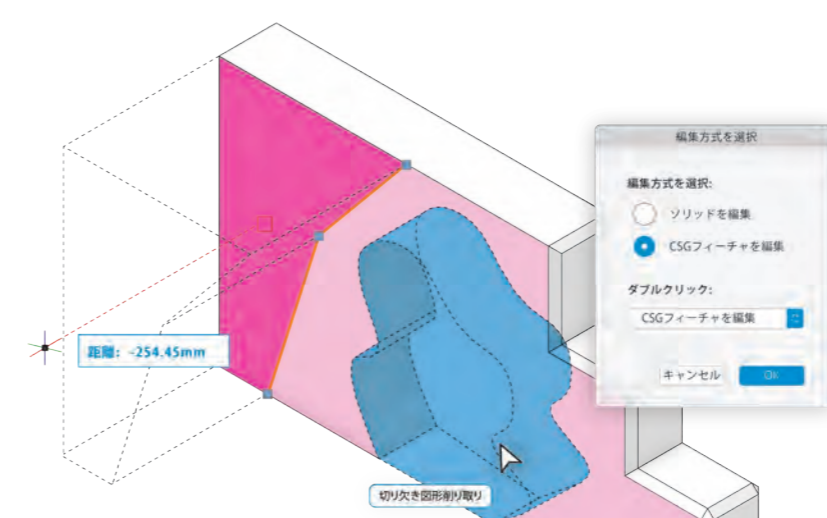 編集方式を選択
編集方式を選択:
ソリッドを編集
CSGフィーチャを編集
ダブルクリック:
CSGフィーチャを編集
キャンセル
OK
距離: -254.45mm
切り欠き図形削り取り